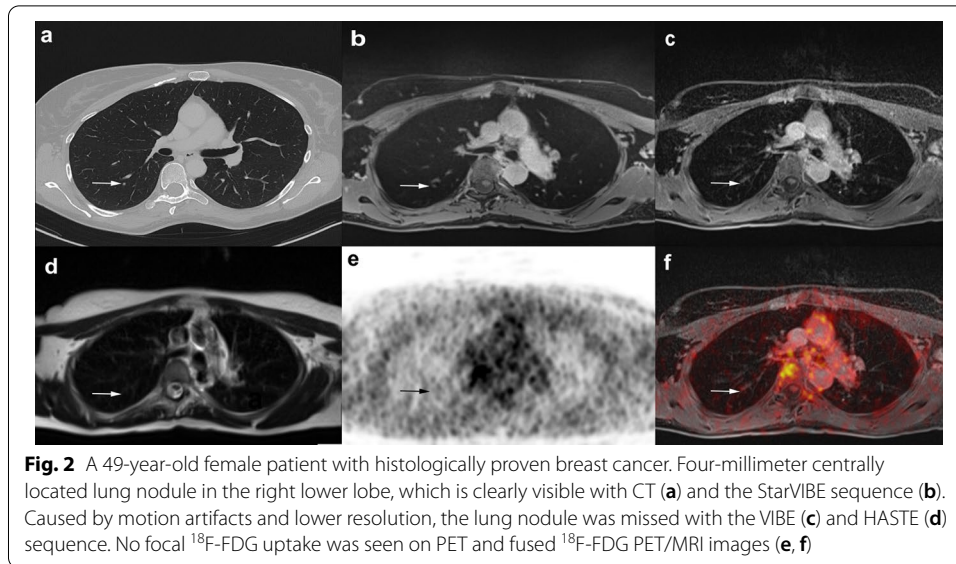 a
b
c
d
e
f
Fig. 2 A 49-year-old female patient with histologically proven breast cancer. Four-millimeter centrally
located lung nodule in the right lower lobe, which is clearly visible with CT (a) and the StarVIBE sequence (b).
Caused by motion artifacts and lower resolution, the lung nodule was missed with the VIBE (c) and HASTE (d)
sequence. No focal ¹⁸F-FDG uptake was seen on PET and fused ¹⁸F-FDG PET/MRI images (e, f)